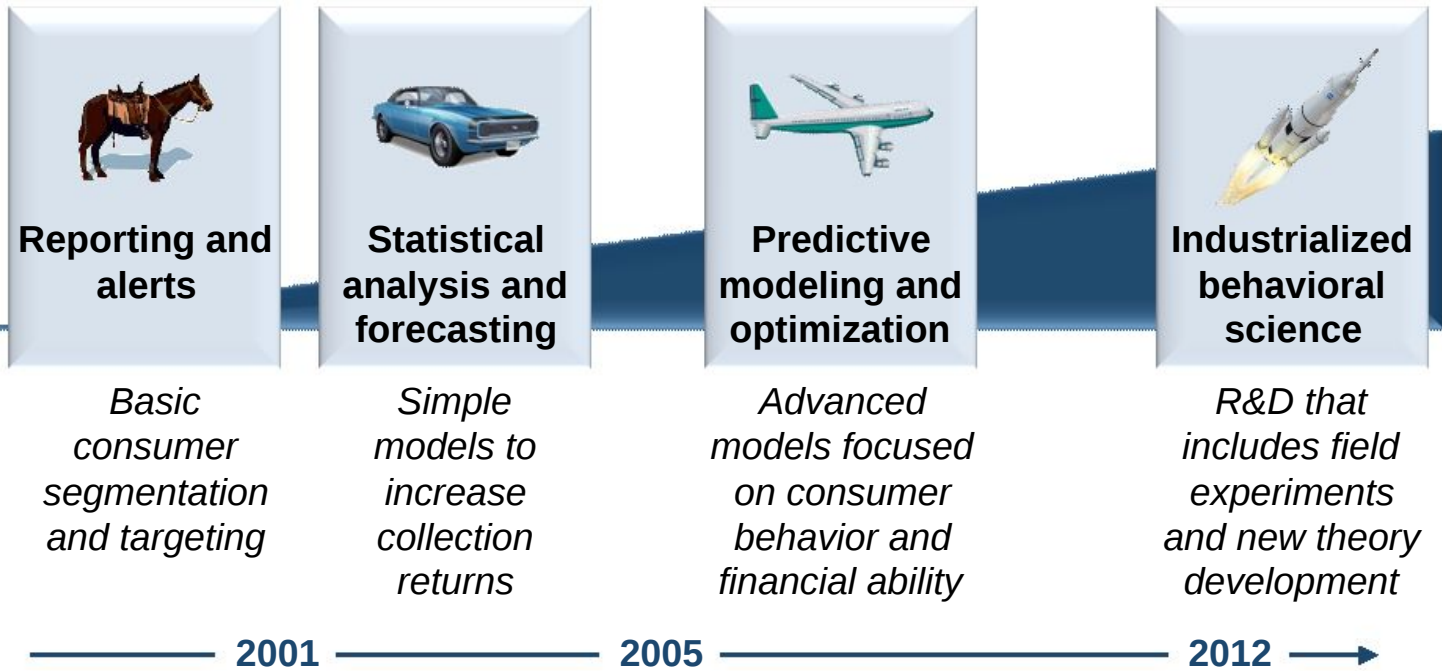 Reporting and
alerts
Statistical
analysis and
forecasting
Predictive
modeling and
optimization
Industrialized
behavioral
science
Basic
consumer
segmentation
and targeting
Simple
models to
increase
collection
returns
Advanced
models focused
on consumer
behavior and
financial ability
R&D that
includes field
experiments
and new theory
development
2001
2005
2012